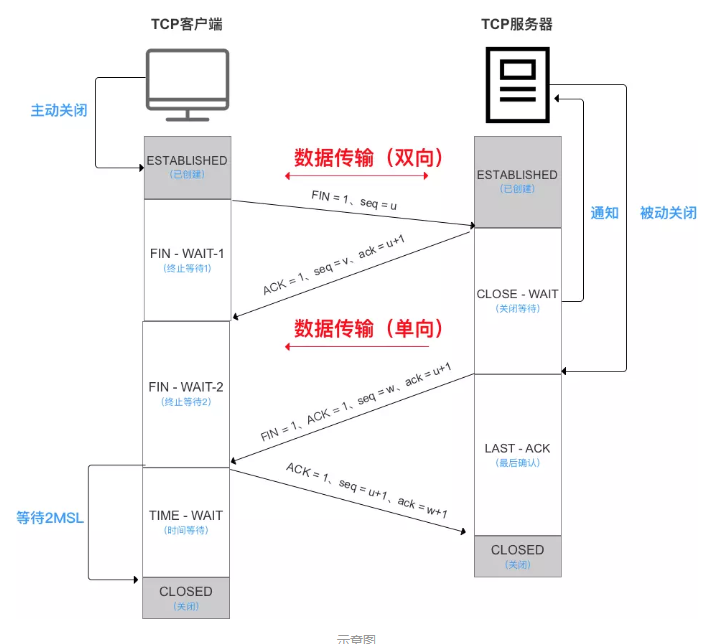 TCP客户端
TCP服务器
主动关闭
ESTABLISHED
(已创建)
数据传输（双向）
ESTABLISHED
(已创建)
FIN = 1、seq = u
通知
被动关闭
FIN - WAIT-1
(终止等待1)
ACK = 1、seq = v、ack = u+1
CLOSE - WAIT
(关闭等待)
数据传输（单向）
FIN - WAIT-2
(终止等待2)
FIN = 1、ACK = 1、seq = w、ack = u+1
LAST - ACK
(最后确认)
ACK = 1、seq = u+1、ack = w+1
等待2MSL
TIME - WAIT
(时间等待)
CLOSED
(关闭)
CLOSED
(关闭)
示意图